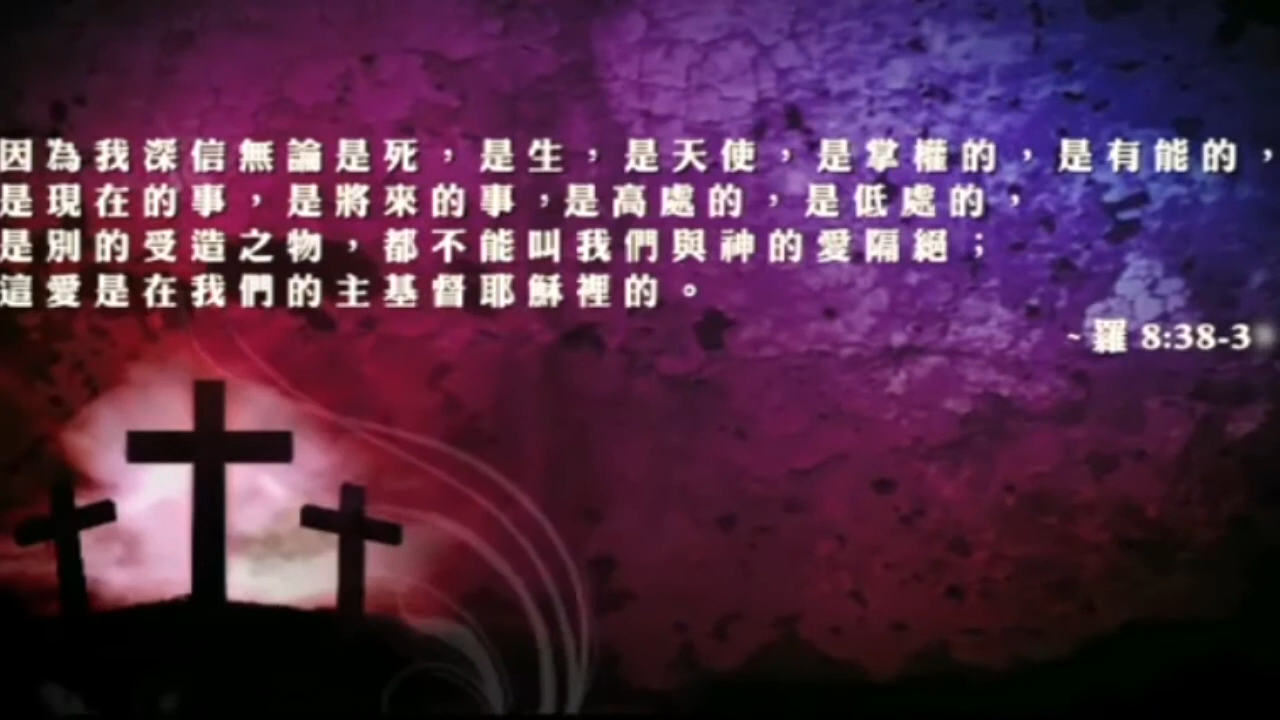 因為我深信無論是死，是生，是天使，是掌權的，是有能的，
是現在的事，是將來的事，是高處的，是低處的，
是別的受造之物，都不能叫我們與神的愛隔絕；
這愛是在我們的主基督耶穌裡的。
~ 羅 8:38-3